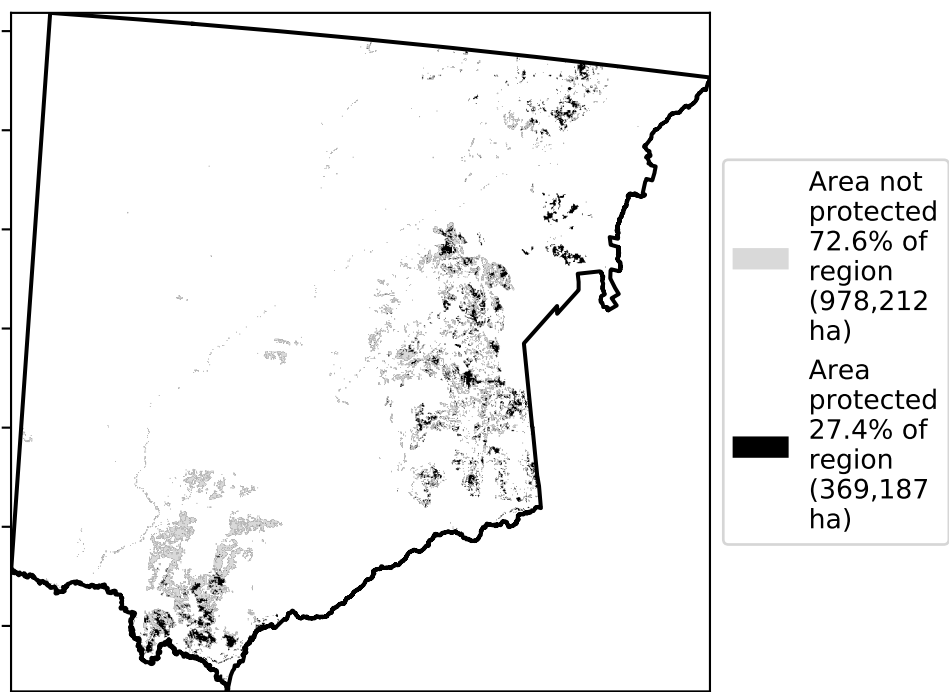 Area not
protected
72.6% of
region
(978,212
ha)
Area
protected
27.4% of
region
(369,187
ha)